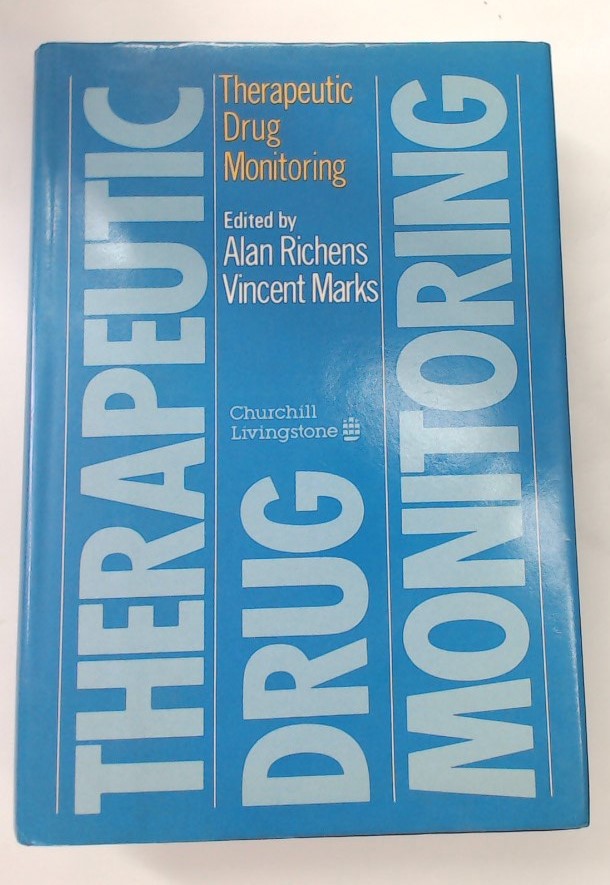 Therapeutic
Drug
Monitoring
Edited by
Alan Richens
Vincent Marks
Churchill
Livingstone
THERAPEUTIC
DRUG
MONITORING